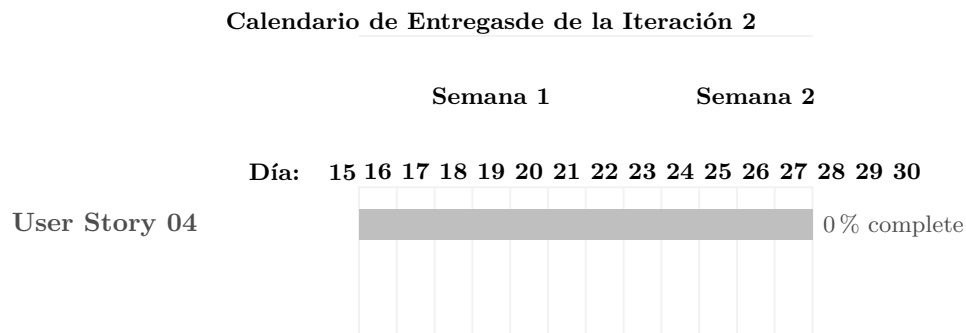 Calendario de Entregasde de la Iteración 2
Semana 1 Semana 2
Día: 15 16 17 18 19 20 21 22 23 24 25 26 27 28 29 30
User Story 04 0 % complete